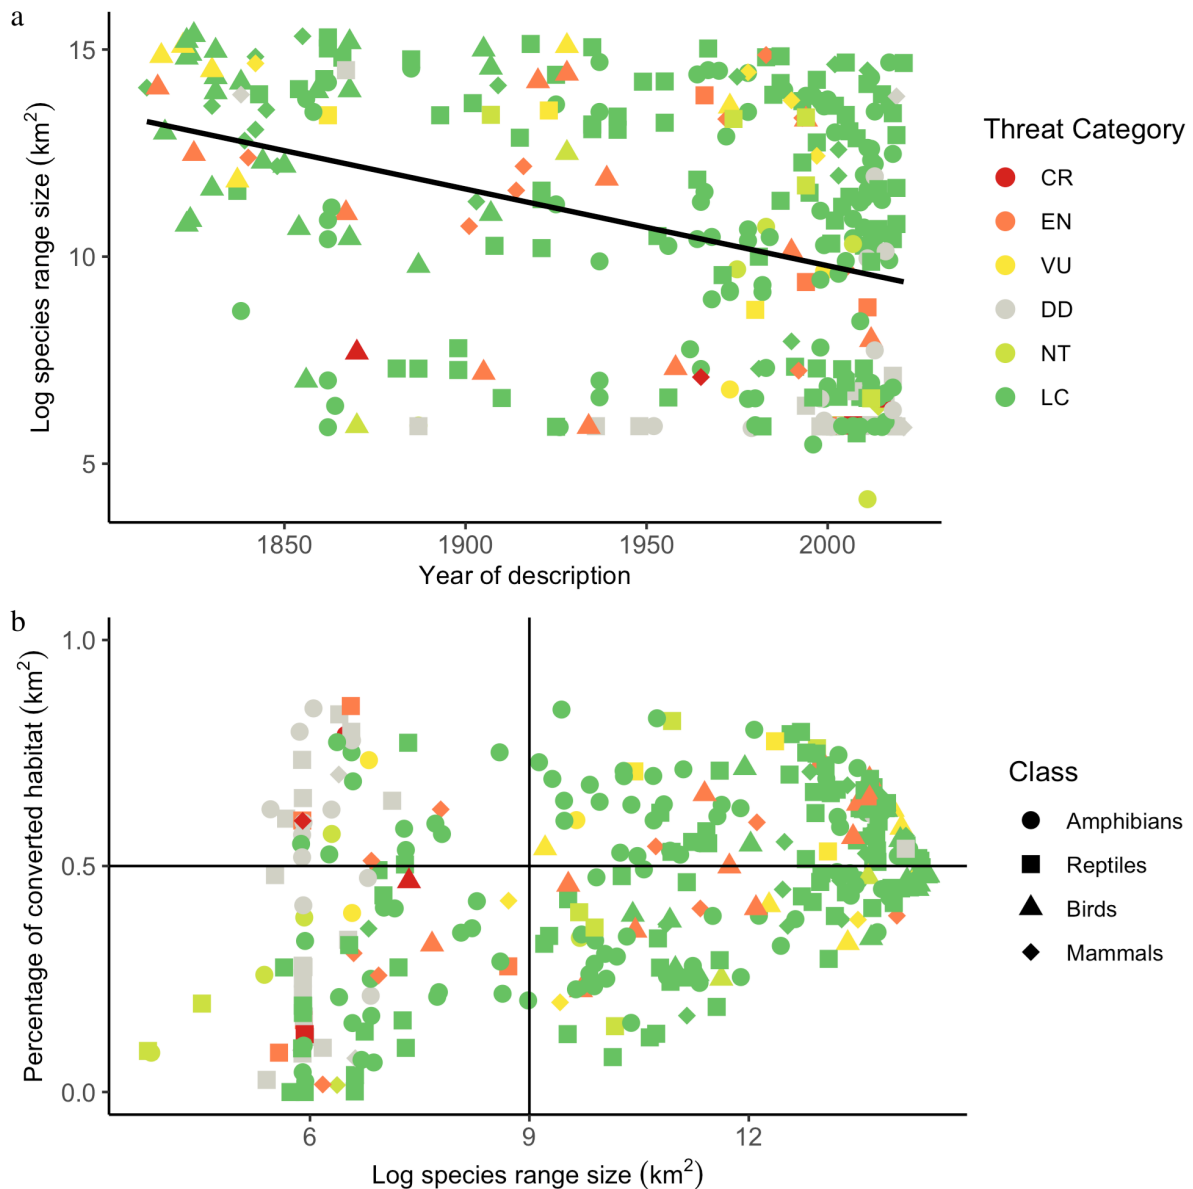 a
15
10
5
Log species range size (km²)
1850
1900
1950
2000
Year of description
Threat Category
CR
EN
VU
DD
NT
LC
b
1.0
0.5
0.0
Percentage of converted habitat (km²)
6
9
12
Log species range size (km²)
Class
Amphibians
Reptiles
Birds
Mammals